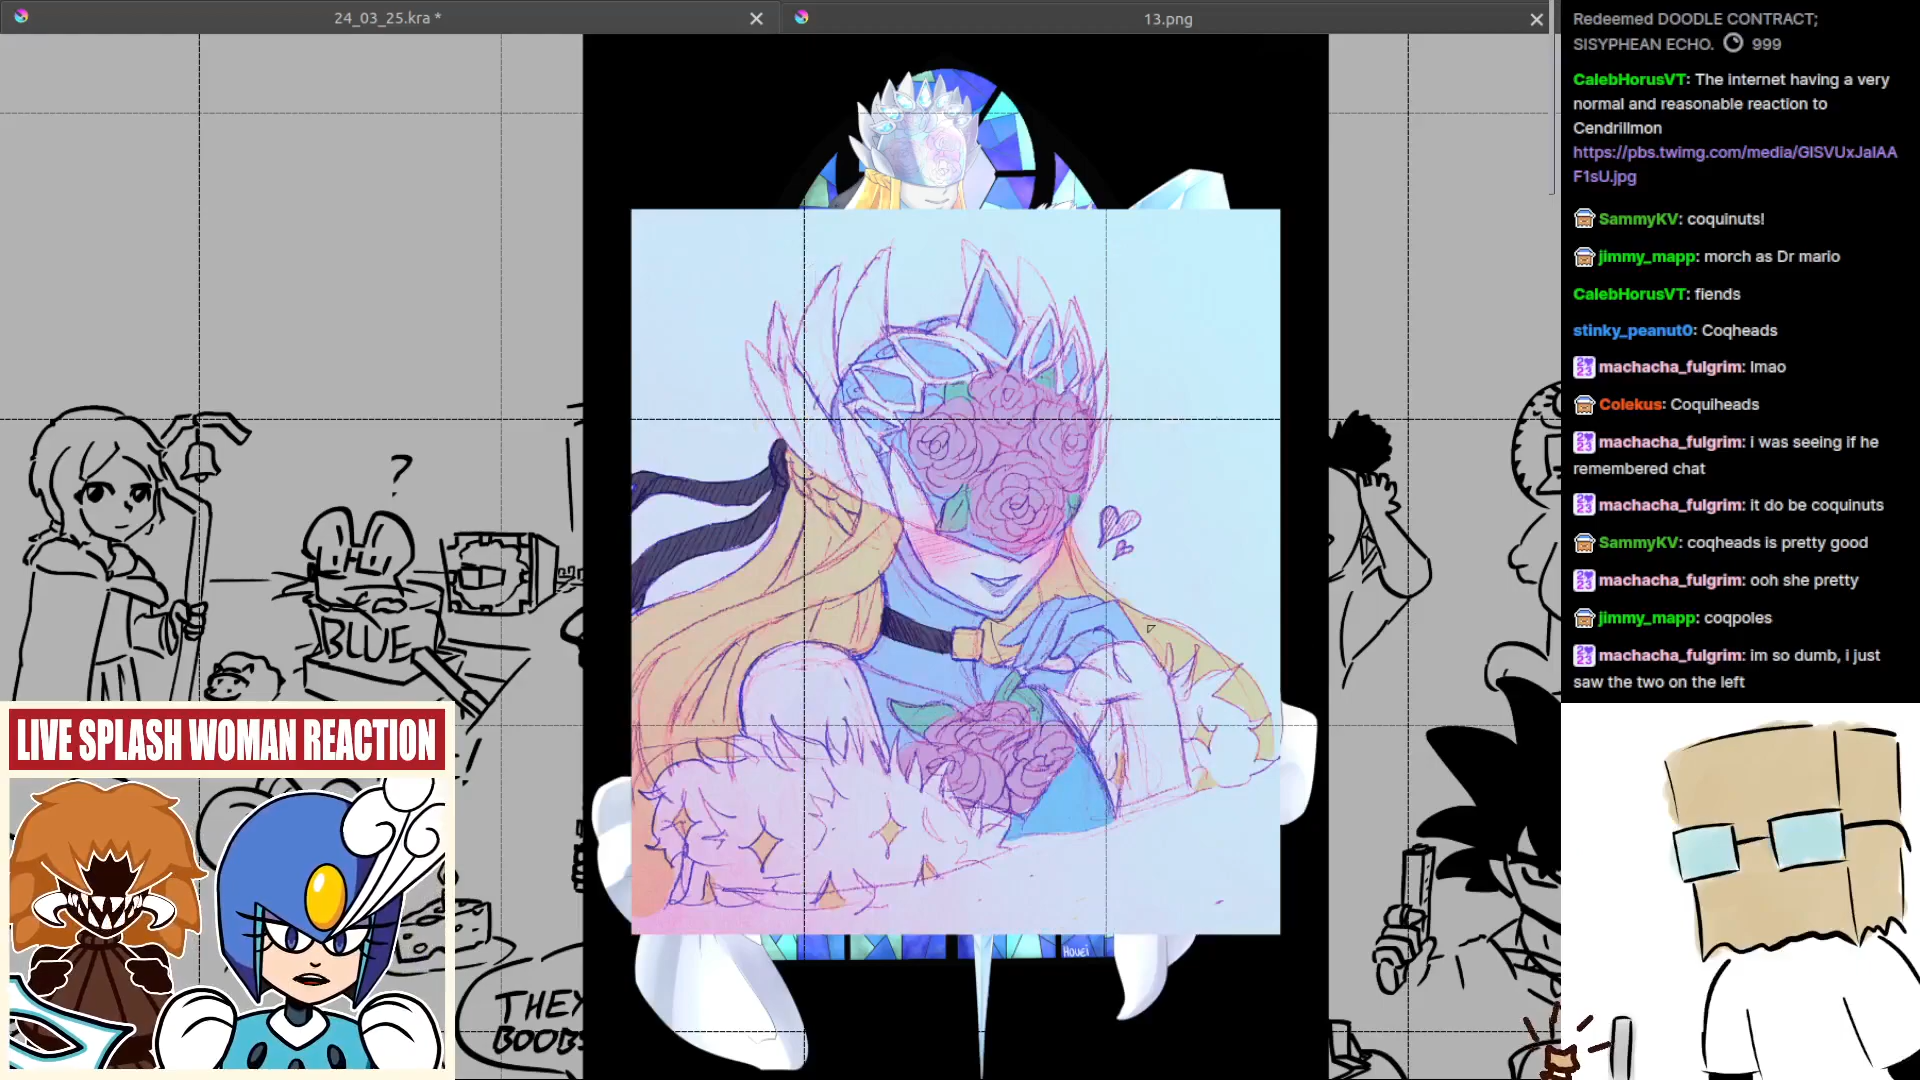 24_03_25.kra *
13.png
Redeemed DOODLE CONTRACT;
SISYPHEAN ECHO. 999
CalebHorusVT: The internet having a very
normal and reasonable reaction to
Cendrillmon
https://pbs.twimg.com/media/GlSVUxJaIAA
F1sU.jpg
SammyKV: coquinuts!
jimmy_mapp: morch as Dr mario
CalebHorusVT: fiends
stinky_peanut0: Coqheads
machacha_fulgrim: lmao
Colekus: Coquiheads
machacha_fulgrim: i was seeing if he
remembered chat
machacha_fulgrim: it do be coquinuts
SammyKV: coqheads is pretty good
machacha_fulgrim: ooh she pretty
jimmy_mapp: coqpoles
machacha_fulgrim: im so dumb, i just
saw the two on the left
?
BLUE
LIVE SPLASH WOMAN REACTION
!
THEY
BOOBS
Houei